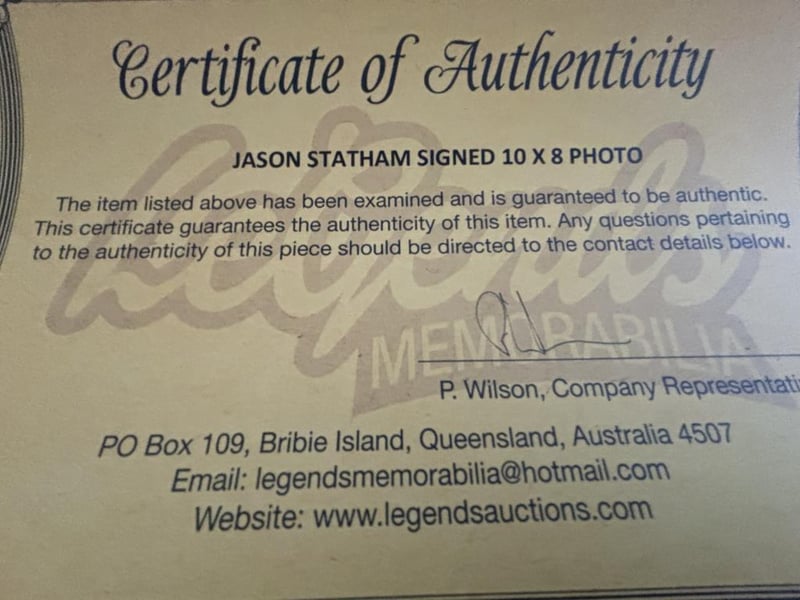 Certificate of Authenticity
JASON STATHAM SIGNED 10 X 8 PHOTO
The item listed above has been examined and is guaranteed to be authentic.
This certificate guarantees the authenticity of this item. Any questions pertaining
to the authenticity of this piece should be directed to the contact details below.
Legends
MEMORABILIA
P. Wilson, Company Representati
PO Box 109, Bribie Island, Queensland, Australia 4507
Email: legendsmemorabilia@hotmail.com
Website: www.legendsauctions.com